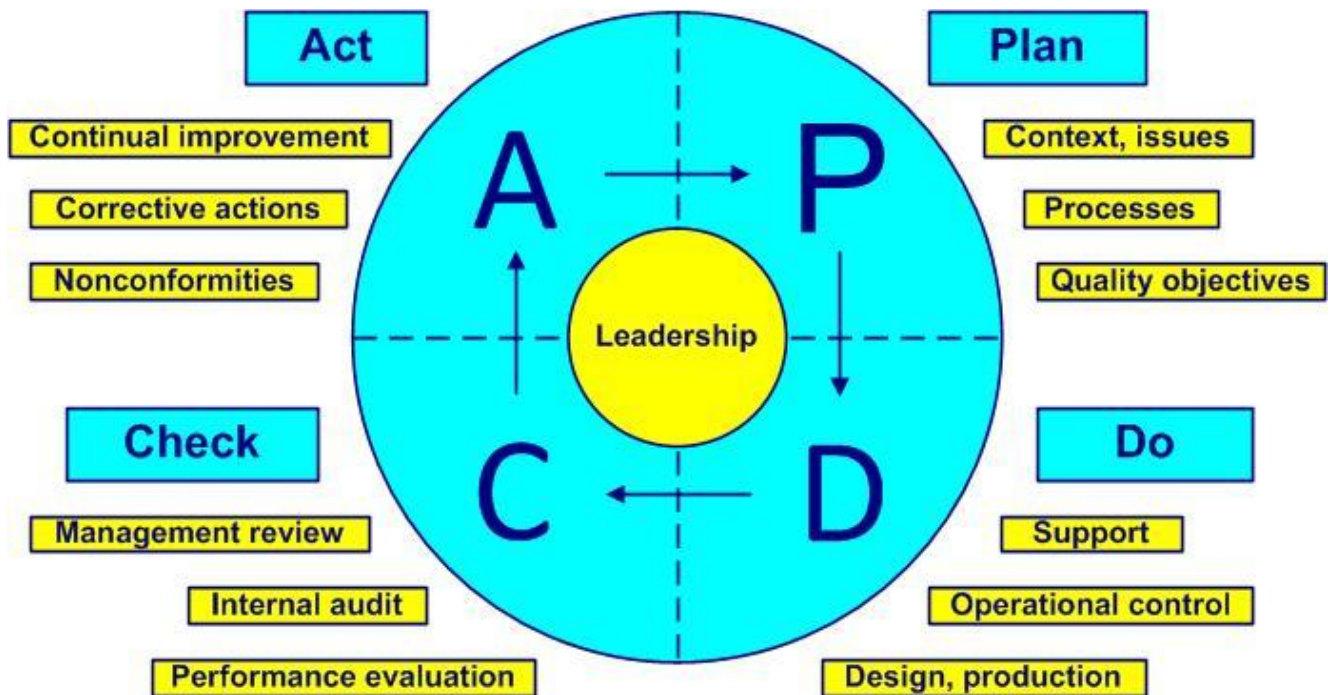 Act
Plan
Continual improvement
Context, issues
Corrective actions
Processes
Nonconformities
Quality objectives
A
P
Leadership
C
D
Check
Do
Management review
Support
Internal audit
Operational control
Performance evaluation
Design, production